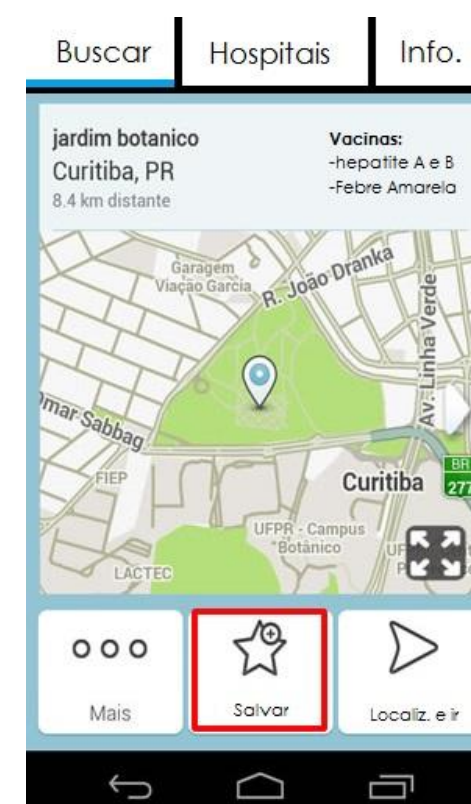 Buscar
Hospitais
Info.
jardim botanico
Curitiba, PR
8.4 km distante
Vacinas:
-hepatite A e B
-Febre Amarela
Garagem
Viação Garcia
R. João Dranka
Av. Linha Verde
mar Sabbag
FIEP
Curitiba
BR
277
UFPR - Campus
Botânico
LACTEC
Mais
Salvar
Localiz. e ir